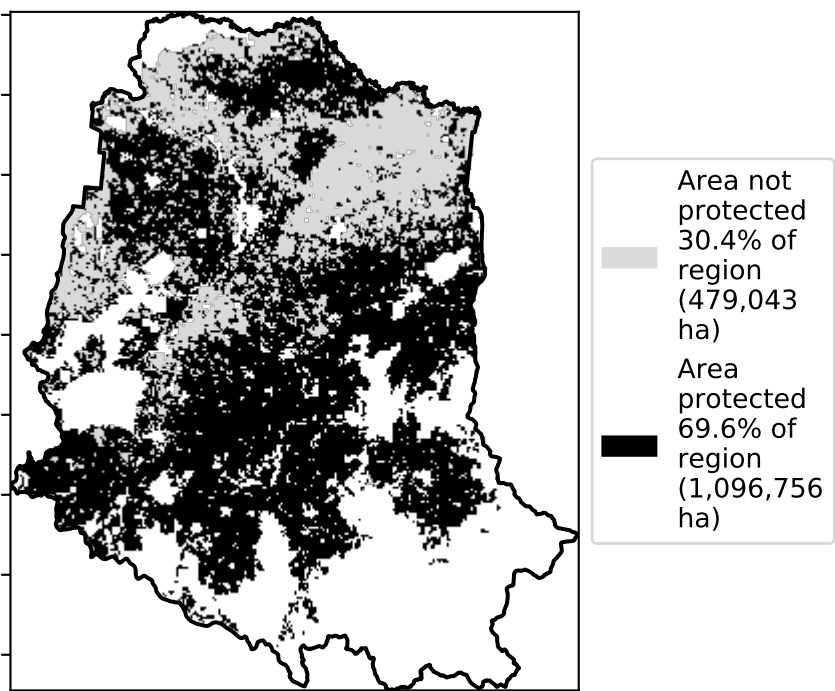 Area not
protected
30.4% of
region
(479,043
ha)
Area
protected
69.6% of
region
(1,096,756
ha)